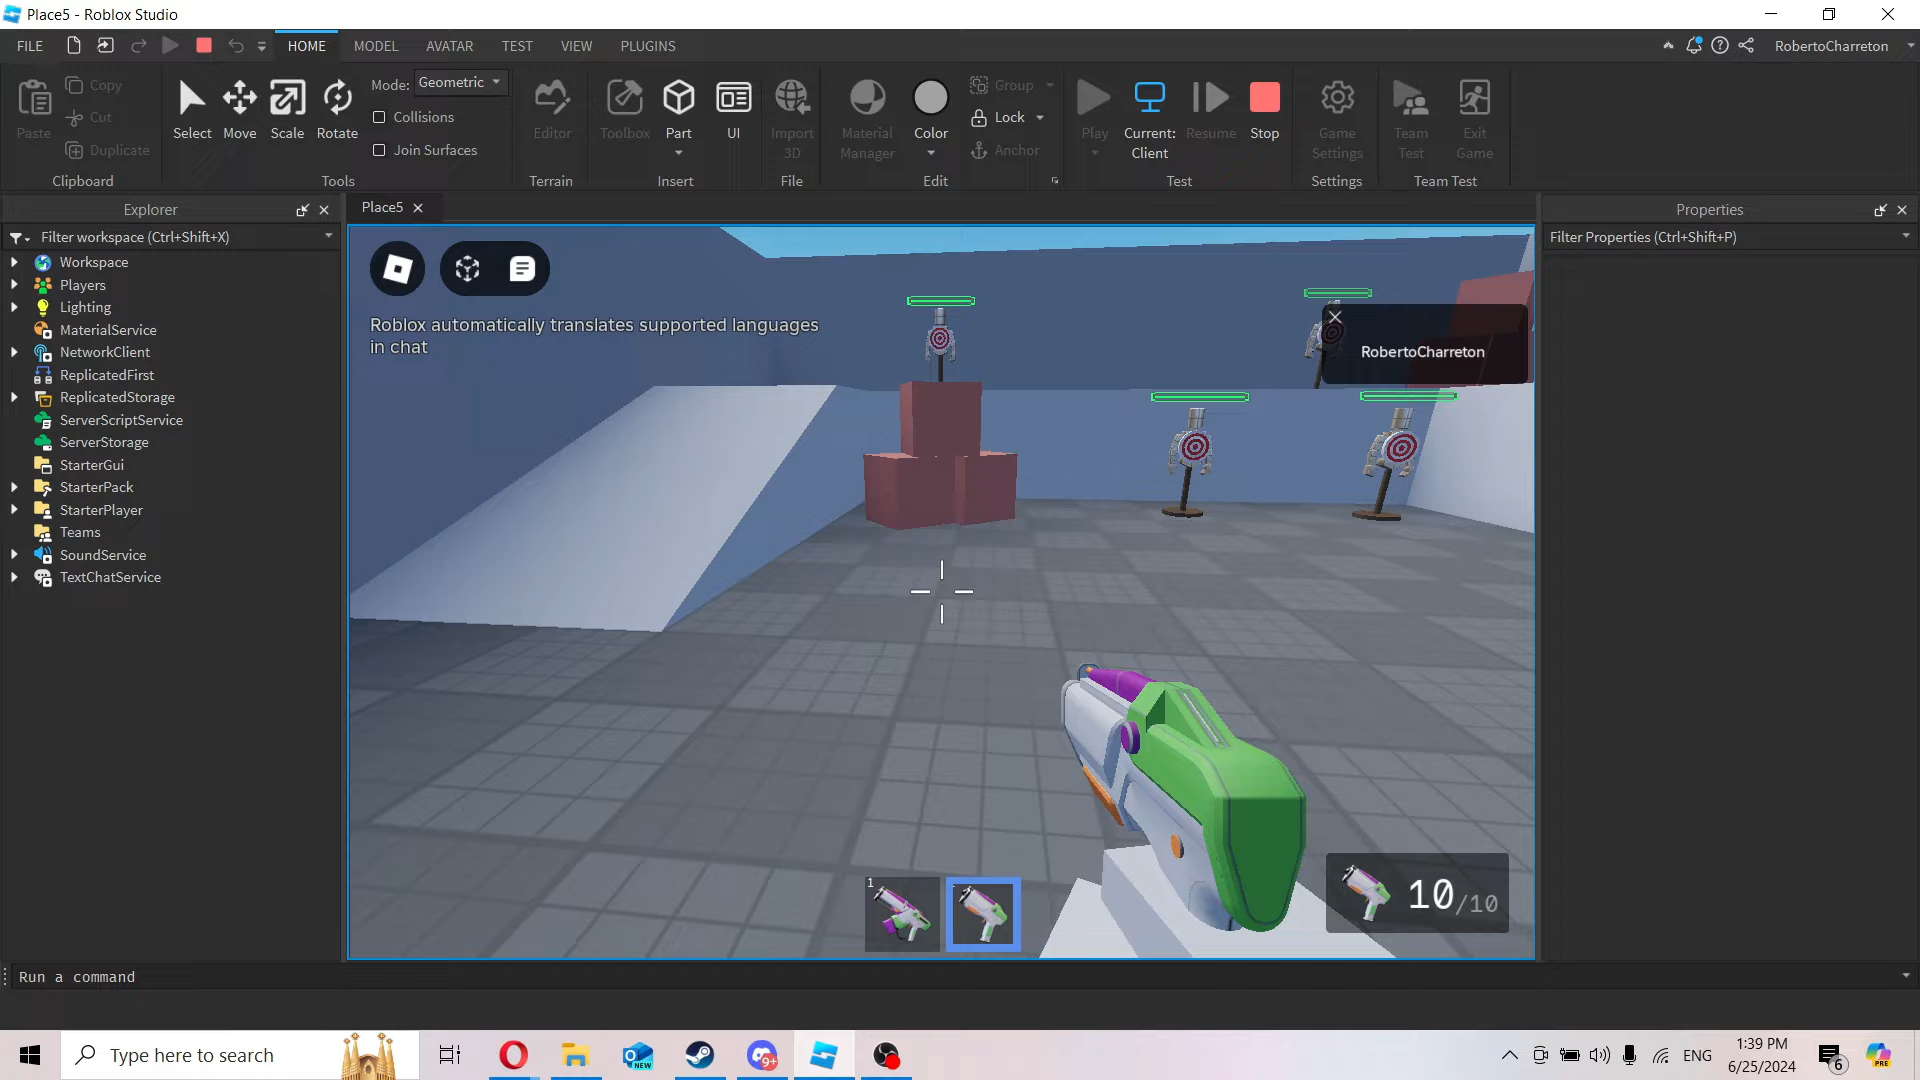 Place5 - Roblox Studio
FILE HOME MODEL AVATAR TEST VIEW PLUGINS RobertoCharreton
Paste
Copy
Cut
Duplicate
Clipboard
Select Move Scale Rotate
Mode: Geometric
Collisions
Join Surfaces
Tools
Editor
Terrain
Toolbox Part UI
Insert
Import
3D
File
Material
Manager
Color
Group
Lock
Anchor
Edit
Play
Current:
Client
Resume Stop
Test
Game
Settings
Settings
Team
Test
Exit
Game
Team Test
Explorer
Filter workspace (Ctrl+Shift+X)
Workspace
Players
Lighting
MaterialService
NetworkClient
ReplicatedFirst
ReplicatedStorage
ServerScriptService
ServerStorage
StarterGui
StarterPack
StarterPlayer
Teams
SoundService
TextChatService
Place5
Roblox automatically translates supported languages
in chat
RobertoCharreton
1
10/10
Properties
Filter Properties (Ctrl+Shift+P)
Run a command
Type here to search
NEW
9+
ENG
1:39 PM
6/25/2024
6
PRE